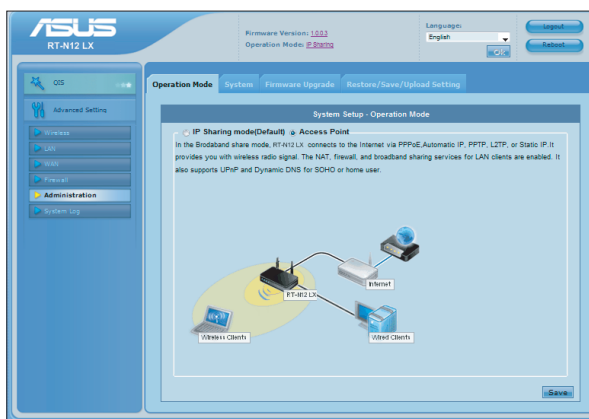 ASUS
RT-N12 LX
Firmware Version: 1.0.0.3
Operation Mode: IP Sharing
Language:
English
OK
Logout
Reboot
QIS
Advanced Setting
Wireless
LAN
WAN
Firewall
Administration
System Log
Operation Mode System Firmware Upgrade Restore/Save/Upload Setting
System Setup - Operation Mode
IP Sharing mode(Default) Access Point
In the Brodaband share mode, RT-N12 LX connects to the Internet via PPPoE,Automatic IP, PPTP, L2TP, or Static IP.It
provides you with wireless radio signal. The NAT, firewall, and broadband sharing services for LAN clients are enabled. It
also supports UPnP and Dynamic DNS for SOHO or home user.
Internet
RT-N12 LX
Wireless Clients
Wired Clients
Save